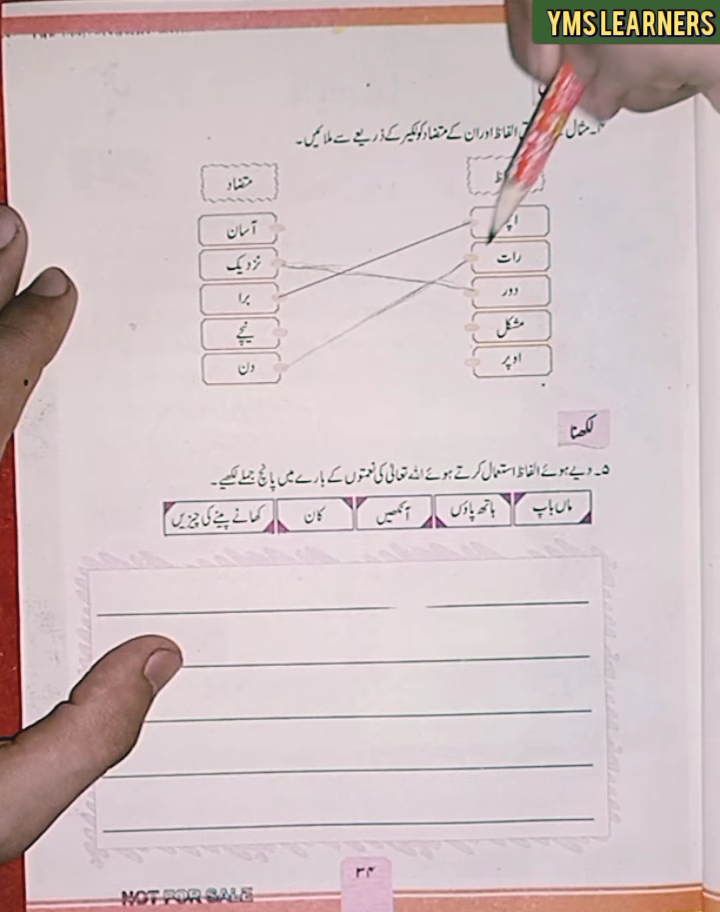 YMS LEARNERS
الفاظ اور ان کے متضاد کو لکیر کے ذریعے سے ملائیں۔
متضاد
آسان
رات
نزدیک
دور
برا
مشکل
نیچے
اوپر
دن
لکھنا
۵۔ دیے ہوئے الفاظ استعمال کرتے ہوئے اللہ تعالیٰ کی نعمتوں کے بارے میں پانچ جملے لکھیے۔
ماں باپ ہاتھ پاؤں آنکھیں کان کھانے پینے کی چیزیں
۳۴
NOT FOR SALE